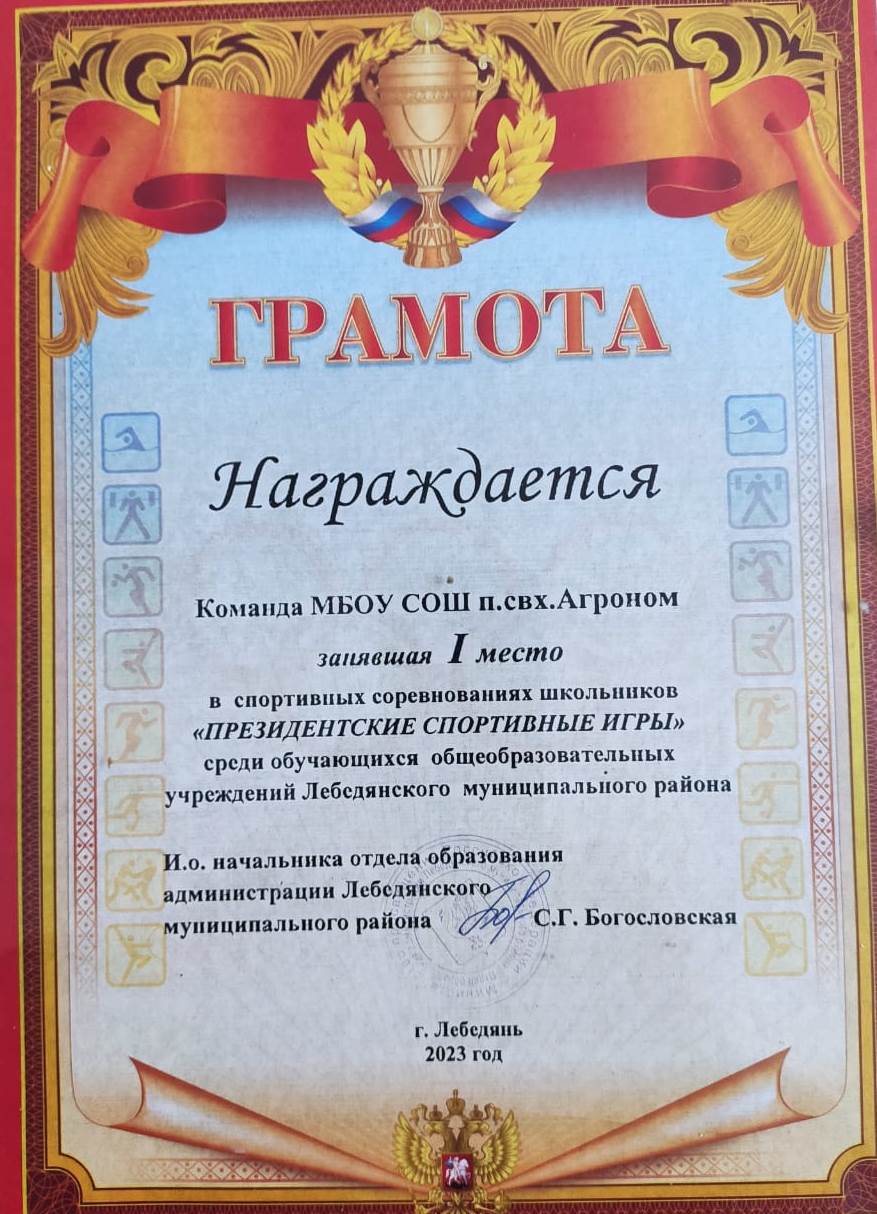 ГРАМОТА
Награждается
Команда МБОУ СОШ п.свх.Агроном
занявшая I место
в спортивных соревнованиях школьников
«ПРЕЗИДЕНТСКИЕ СПОРТИВНЫЕ ИГРЫ»
среди обучающихся общеобразовательных
учреждений Лебедянского муниципального района
И.о. начальника отдела образования
администрации Лебедянского
муниципального района С.Г. Богословская
г. Лебедянь
2023 год